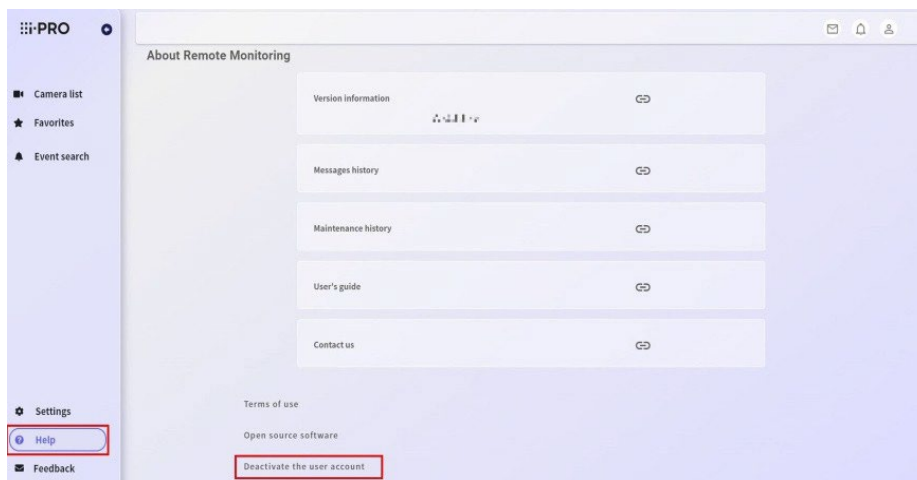 i-PRO
Camera list
Favorites
Event search
Settings
Help
Feedback
About Remote Monitoring
Version information
Messages history
Maintenance history
User's guide
Contact us
Terms of use
Open source software
Deactivate the user account